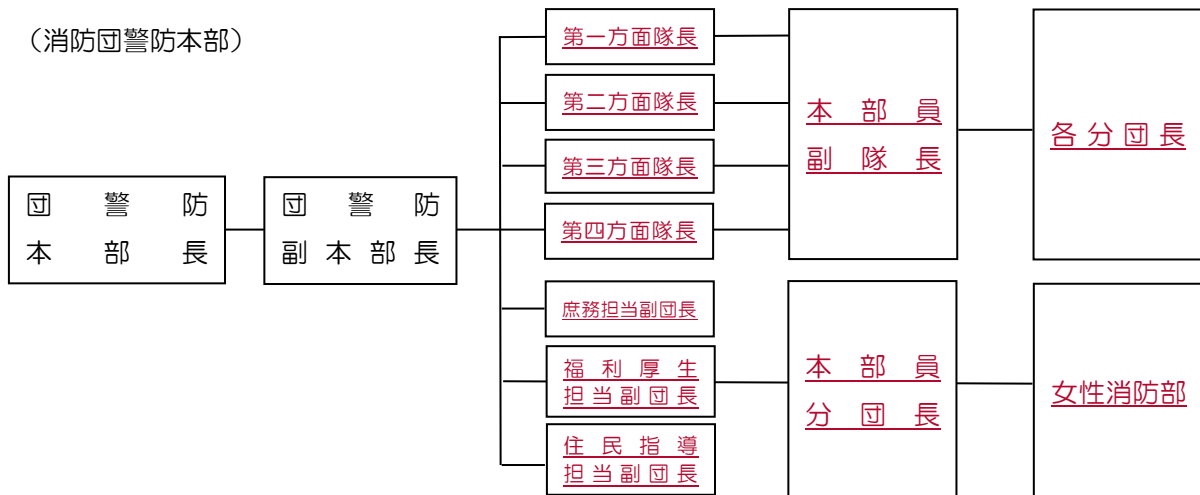 （消防団警防本部）
団警防
本部長
団警防
副本部長
第一方面隊長
第二方面隊長
第三方面隊長
第四方面隊長
庶務担当副団長
福利厚生
担当副団長
住民指導
担当副団長
本部員
副隊長
本部員
分団長
各分団長
女性消防部